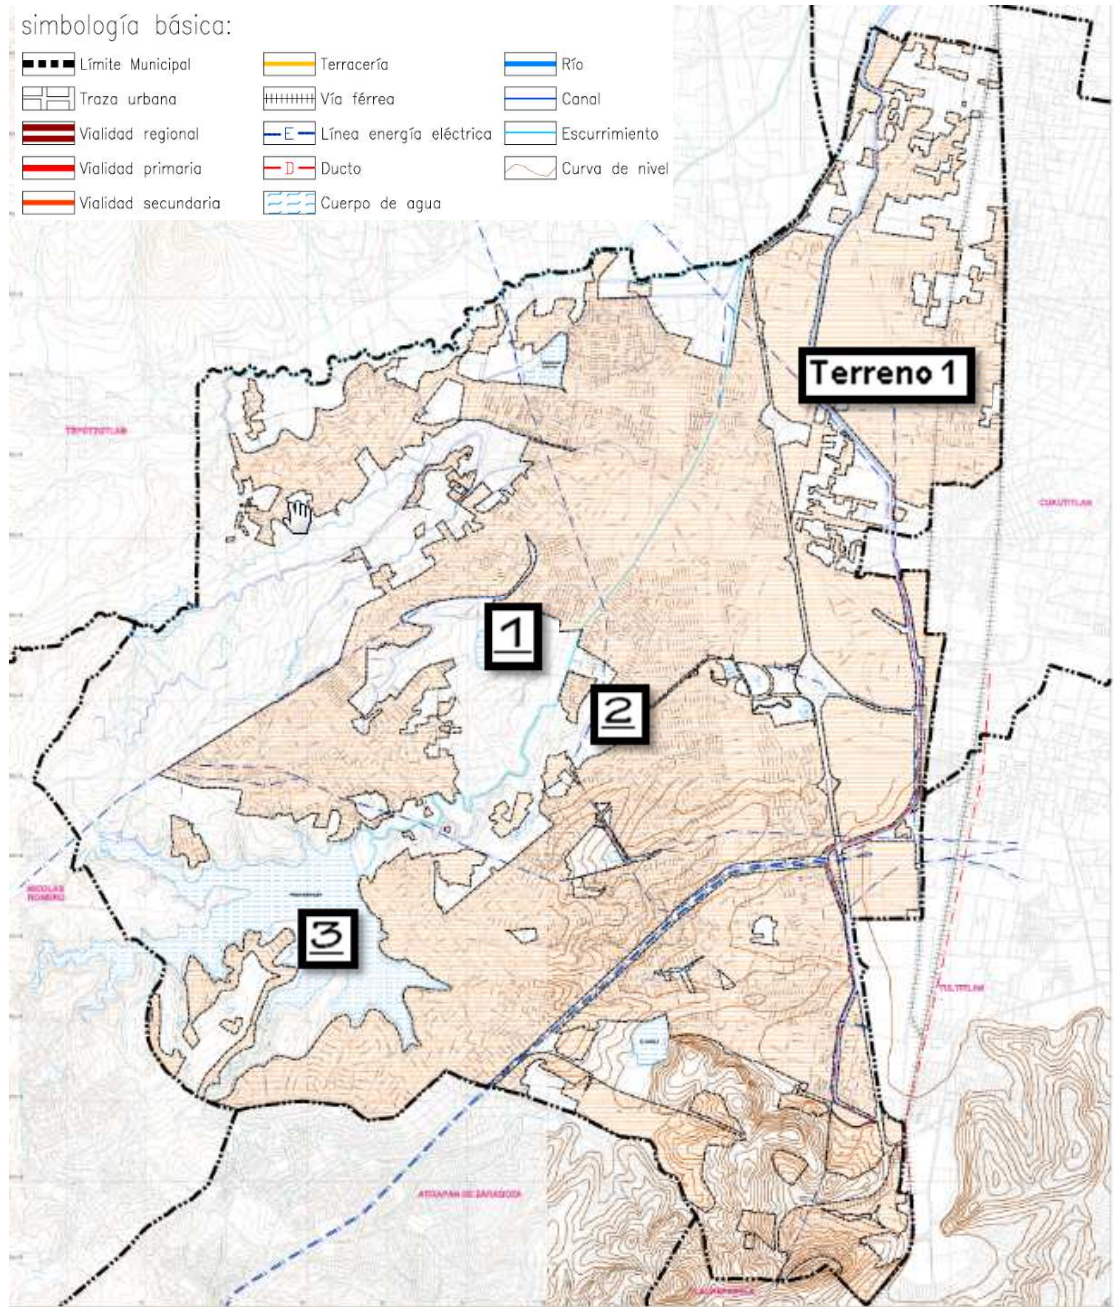 simbología básica:
Límite Municipal
Terracería
Río
Traza urbana
Vía férrea
Canal
Vialidad regional
E
Línea energía eléctrica
Escurrimiento
Vialidad primaria
D
Ducto
Curva de nivel
Vialidad secundaria
Cuerpo de agua
Terreno 1
TEPOTZOTLAN
CUAUTITLAN
1
2
NICOLAS
ROMERO
3
TULTITLAN
ATIZAPAN DE ZARAGOZA